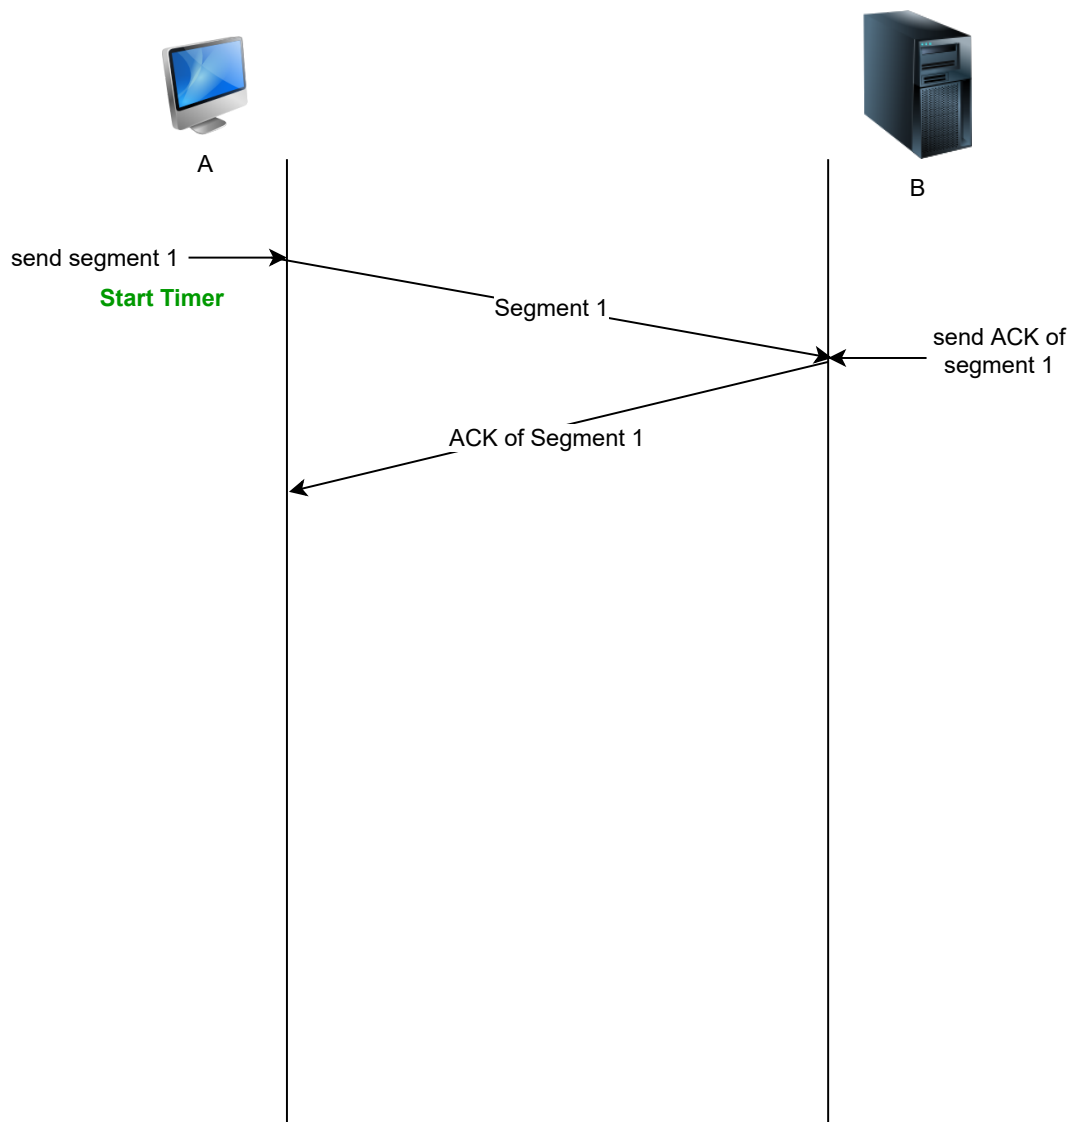 A
B
send segment 1
Start Timer
Segment 1
send ACK of
segment 1
ACK of Segment 1